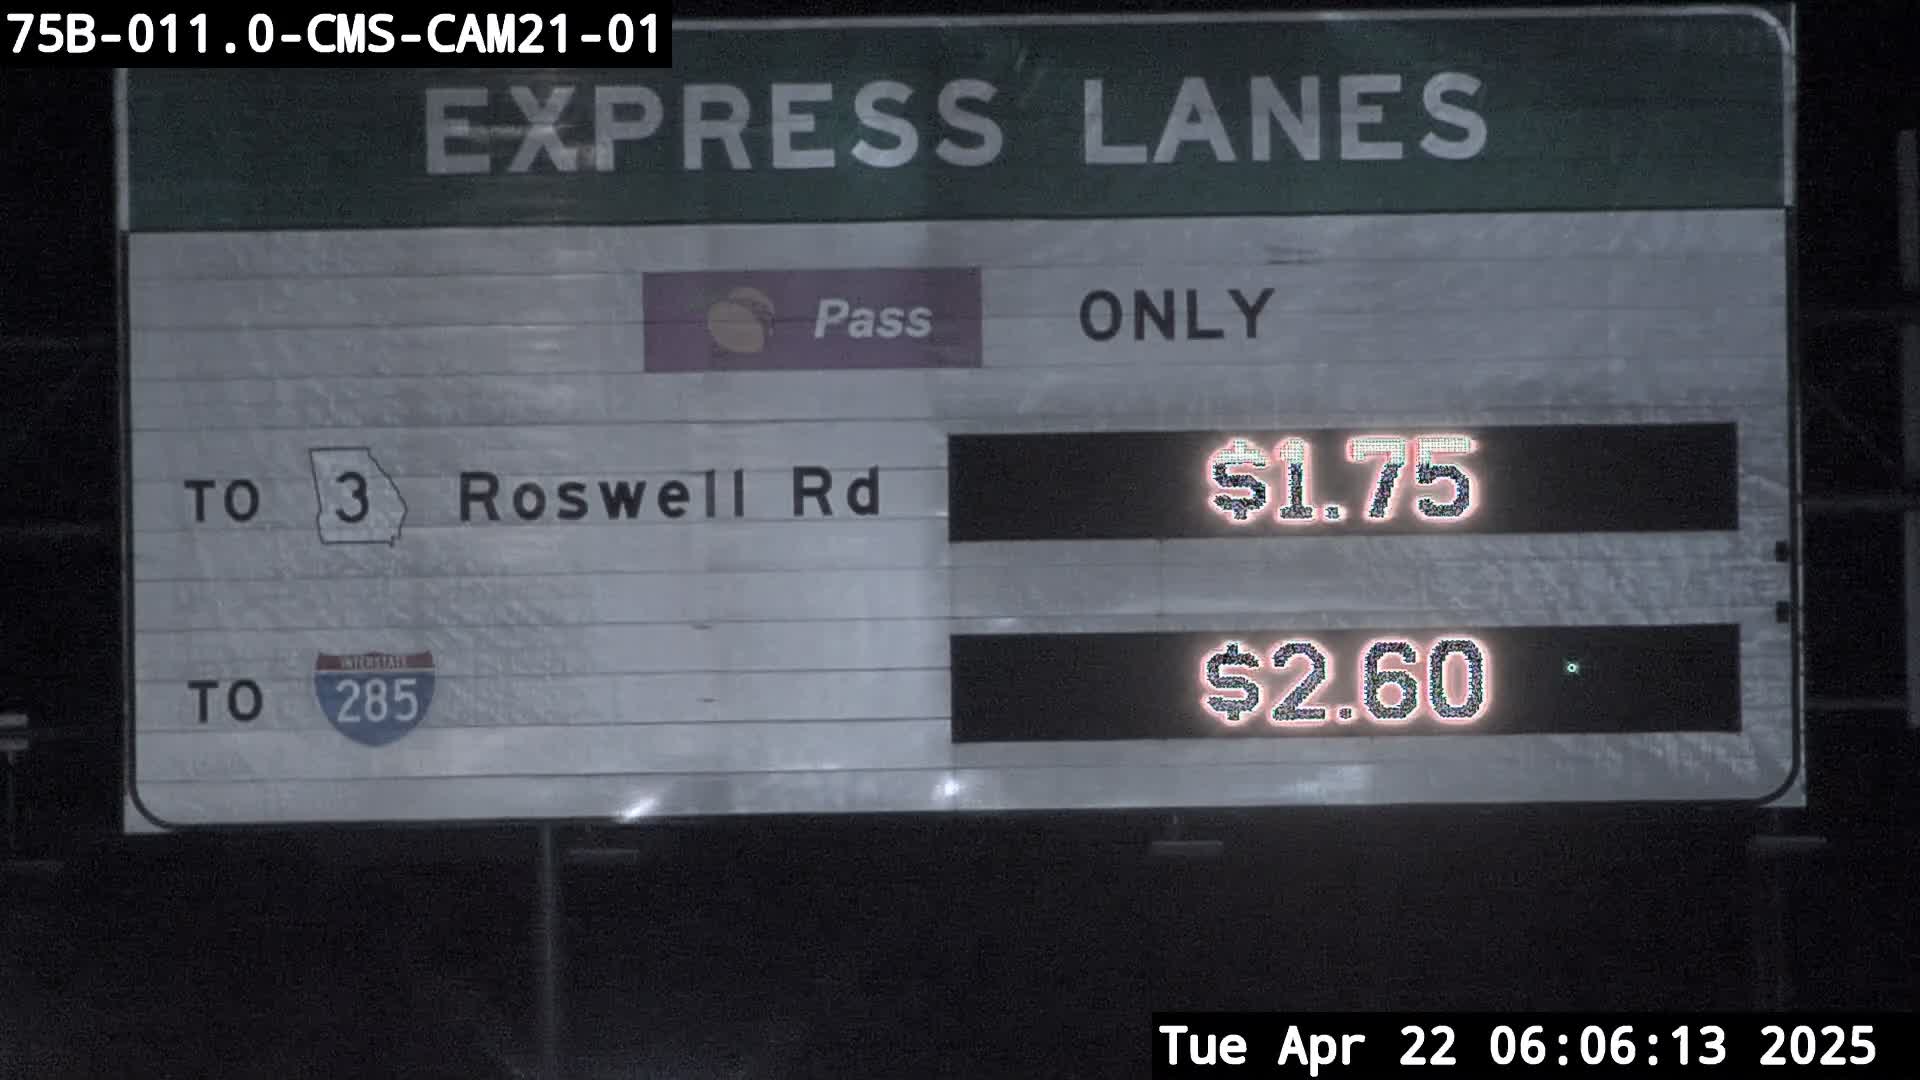 75B-011.0-CMS-CAM21-01
EXPRESS LANES
Pass ONLY
TO 3 Roswell Rd $1.75
TO INTERSTATE 285 $2.60
Tue Apr 22 06:06:13 2025